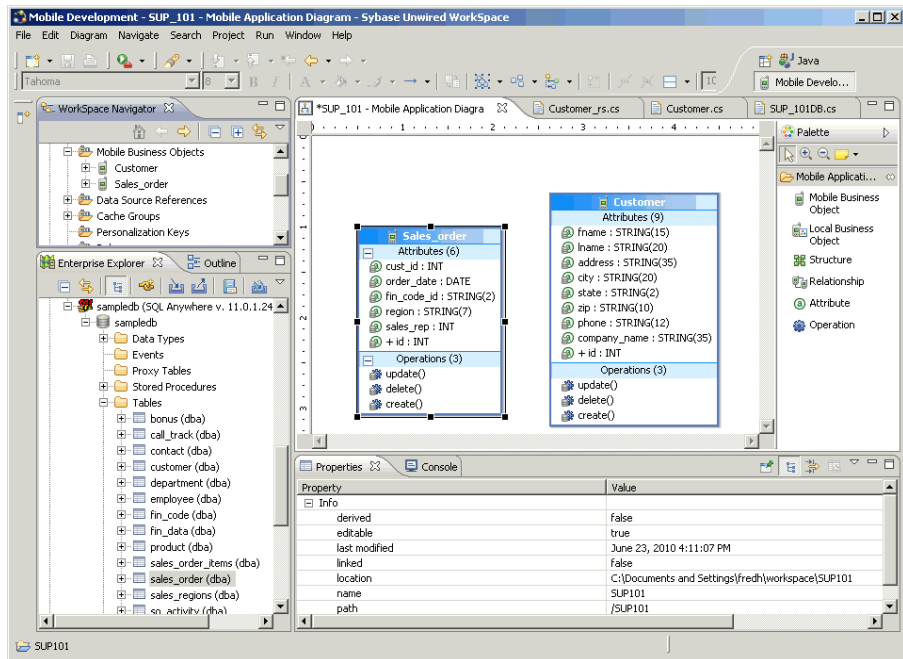 Mobile Development - SUP_101 - Mobile Application Diagram - Sybase Unwired WorkSpace
File Edit Diagram Navigate Search Project Run Window Help
Java
Tahoma 8 B I A
Mobile Develo...
WorkSpace Navigator
Mobile Business Objects
Customer
Sales_order
Data Source References
Cache Groups
Personalization Keys
Enterprise Explorer Outline
sampledb (SQL Anywhere v. 11.0.1.24
sampledb
Data Types
Events
Proxy Tables
Stored Procedures
Tables
bonus (dba)
call_track (dba)
contact (dba)
customer (dba)
department (dba)
employee (dba)
fin_code (dba)
fin_data (dba)
product (dba)
sales_order_items (dba)
sales_order (dba)
sales_regions (dba)
so_activity (dba)
*SUP_101 - Mobile Application Diagra Customer_rs.cs Customer.cs SUP_101DB.cs
1 2 3 4
1
2
3
Sales_order
Attributes (6)
cust_id : INT
order_date : DATE
fin_code_id : STRING(2)
region : STRING(7)
sales_rep : INT
+ id : INT
Operations (3)
update()
delete()
create()
Customer
Attributes (9)
fname : STRING(15)
lname : STRING(20)
address : STRING(35)
city : STRING(20)
state : STRING(2)
zip : STRING(10)
phone : STRING(12)
company_name : STRING(35)
+ id : INT
Operations (3)
update()
delete()
create()
Palette
Mobile Applicati...
Mobile Business
Object
Local Business
Object
Structure
Relationship
Attribute
Operation
Properties Console
Property Value
Info
derived false
editable true
last modified June 23, 2010 4:11:07 PM
linked false
location C:\Documents and Settings\fredh\workspace\SUP101
name SUP101
path /SUP101
SUP101